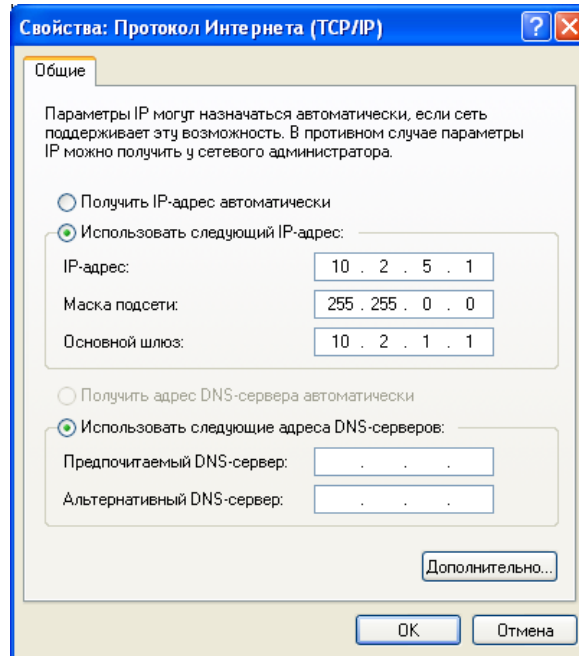 Свойства: Протокол Интернета (TCP/IP)
Общие
Параметры IP могут назначаться автоматически, если сеть
поддерживает эту возможность. В противном случае параметры
IP можно получить у сетевого администратора.
Получить IP-адрес автоматически
Использовать следующий IP-адрес:
IP-адрес: 10 . 2 . 5 . 1
Маска подсети: 255 . 255 . 0 . 0
Основной шлюз: 10 . 2 . 1 . 1
Получить адрес DNS-сервера автоматически
Использовать следующие адреса DNS-серверов:
Предпочитаемый DNS-сервер: . . .
Альтернативный DNS-сервер: . . .
Дополнительно...
OK Отмена